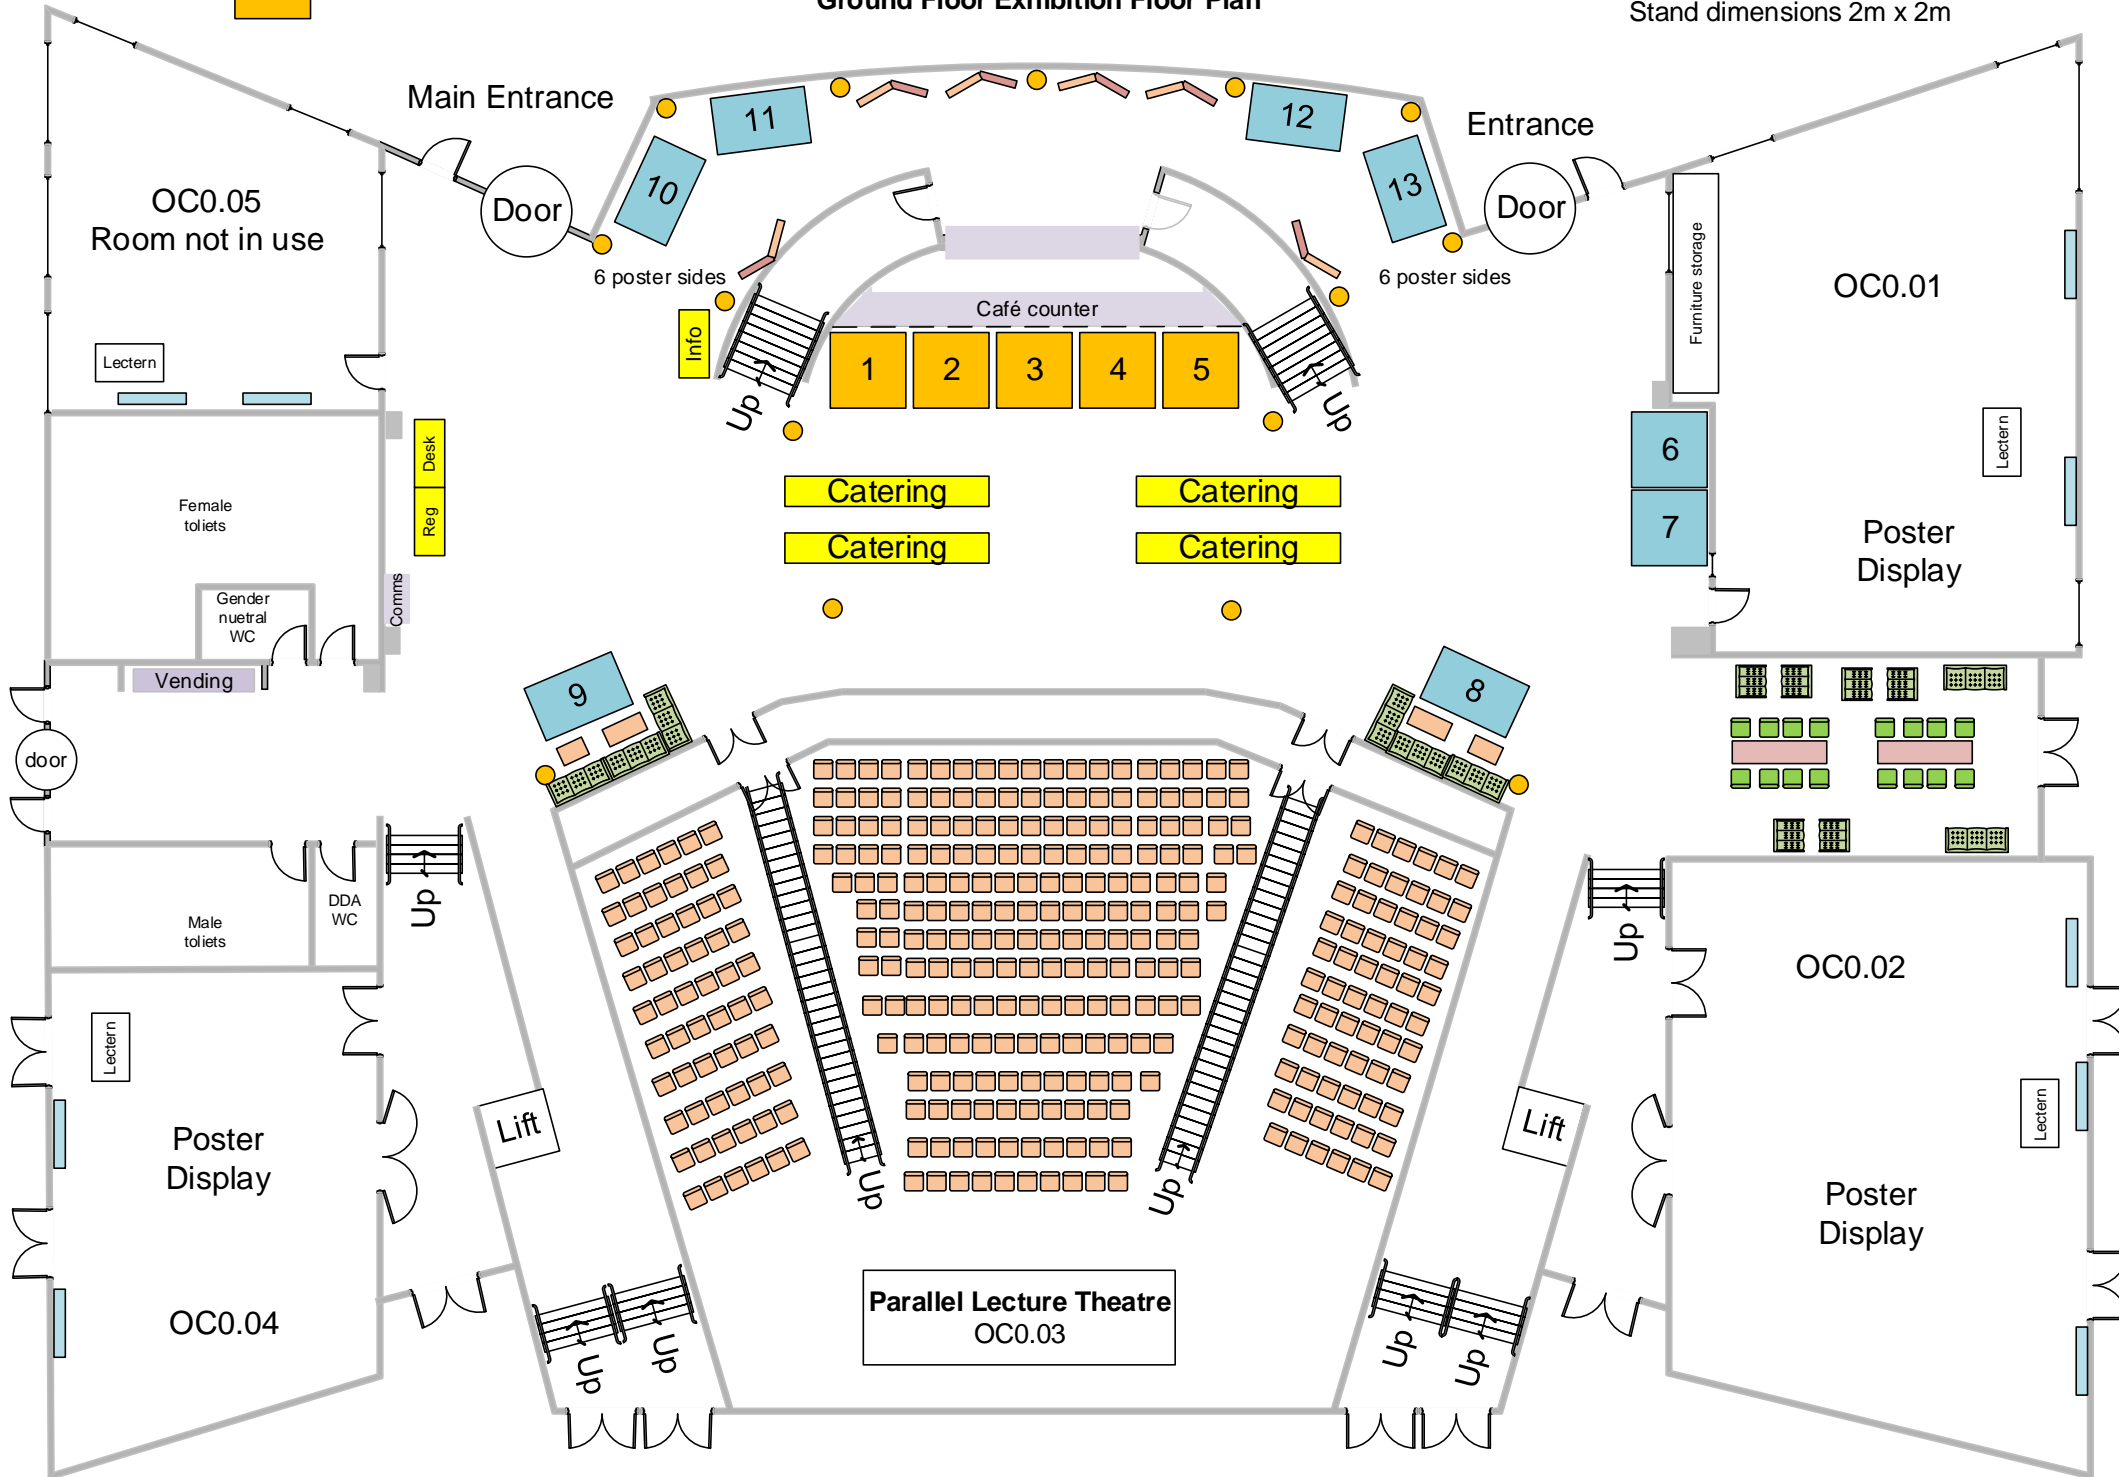 Ground Floor Exhibition Floor Plan
Stand dimensions 2m x 2m
Main Entrance
Entrance
11
12
10
13
Door
Door
OC0.05
Room not in use
6 poster sides
6 poster sides
Furniture storage
OC0.01
Café counter
Info
Lectern
1
2
3
4
5
Up
Up
Desk
Reg
6
7
Lectern
Catering
Catering
Catering
Catering
Female
toliets
Poster
Display
Comms
Gender
nuetral
WC
Vending
9
8
door
Up
Up
Male
toliets
DDA
WC
OC0.02
Lectern
Lectern
Lift
Lift
Poster
Display
Up
Up
Poster
Display
Parallel Lecture Theatre
OC0.03
OC0.04
Up
Up
Up
Up